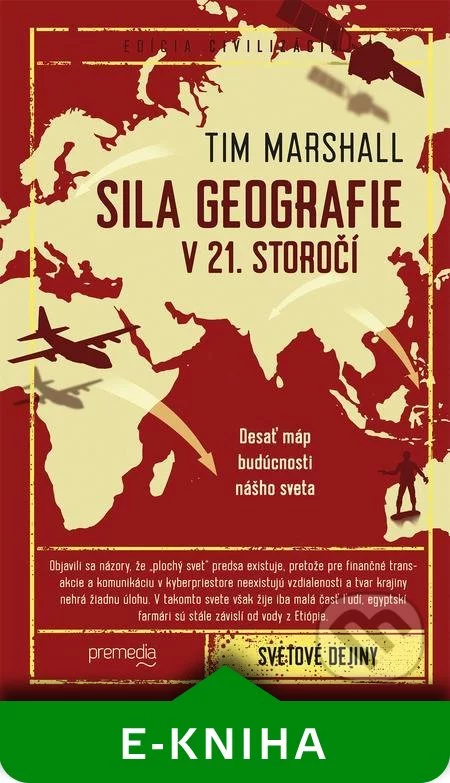 EDÍCIA CIVILIZÁCIE
TIM MARSHALL
SILA GEOGRAFIE
V 21. STOROČÍ
Desať máp
budúcnosti
nášho sveta
Objavili sa názory, že „plochý svet“ predsa existuje, pretože pre finančné trans-
akcie a komunikáciu v kyberpriestore neexistujú vzdialenosti a tvar krajiny
nehrá žiadnu úlohu. V takomto svete však žije iba malá časť ľudí, egyptskí
farmári sú stále závislí od vody z Etiópie.
premedia
SVETOVÉ DEJINY
m
E-KNIHA